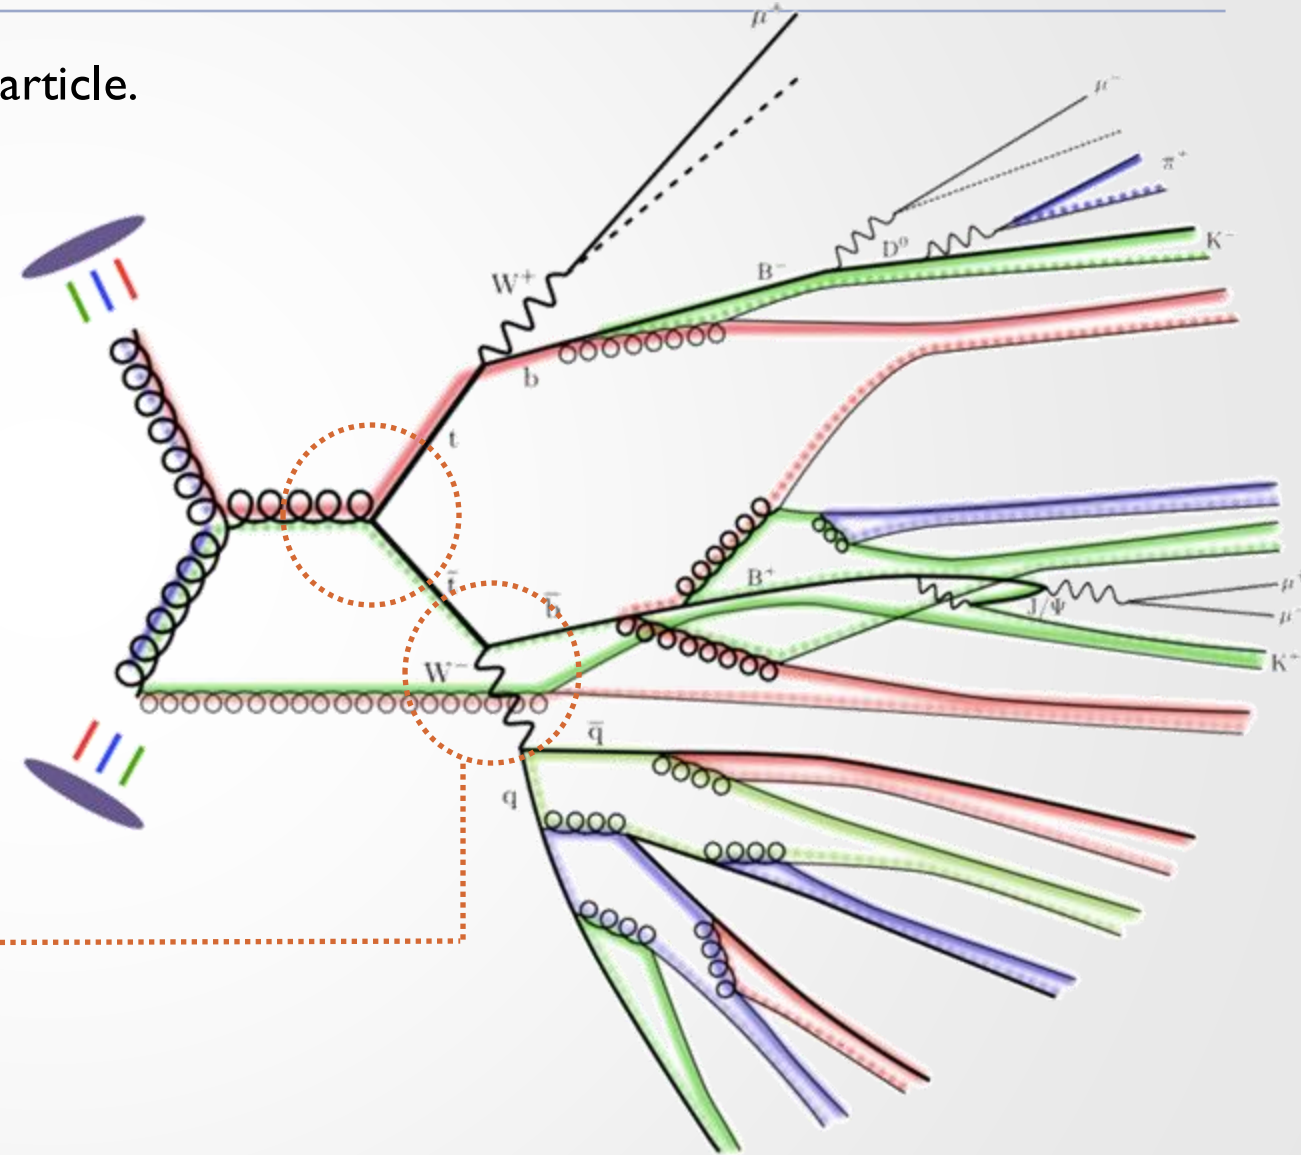 article.
μ⁺
μ⁻
π⁺
W⁺
B⁻
D⁰
K⁻
b
t
t̄
b̄
B⁺
J/Ψ
W⁻
K⁺
q̄
q